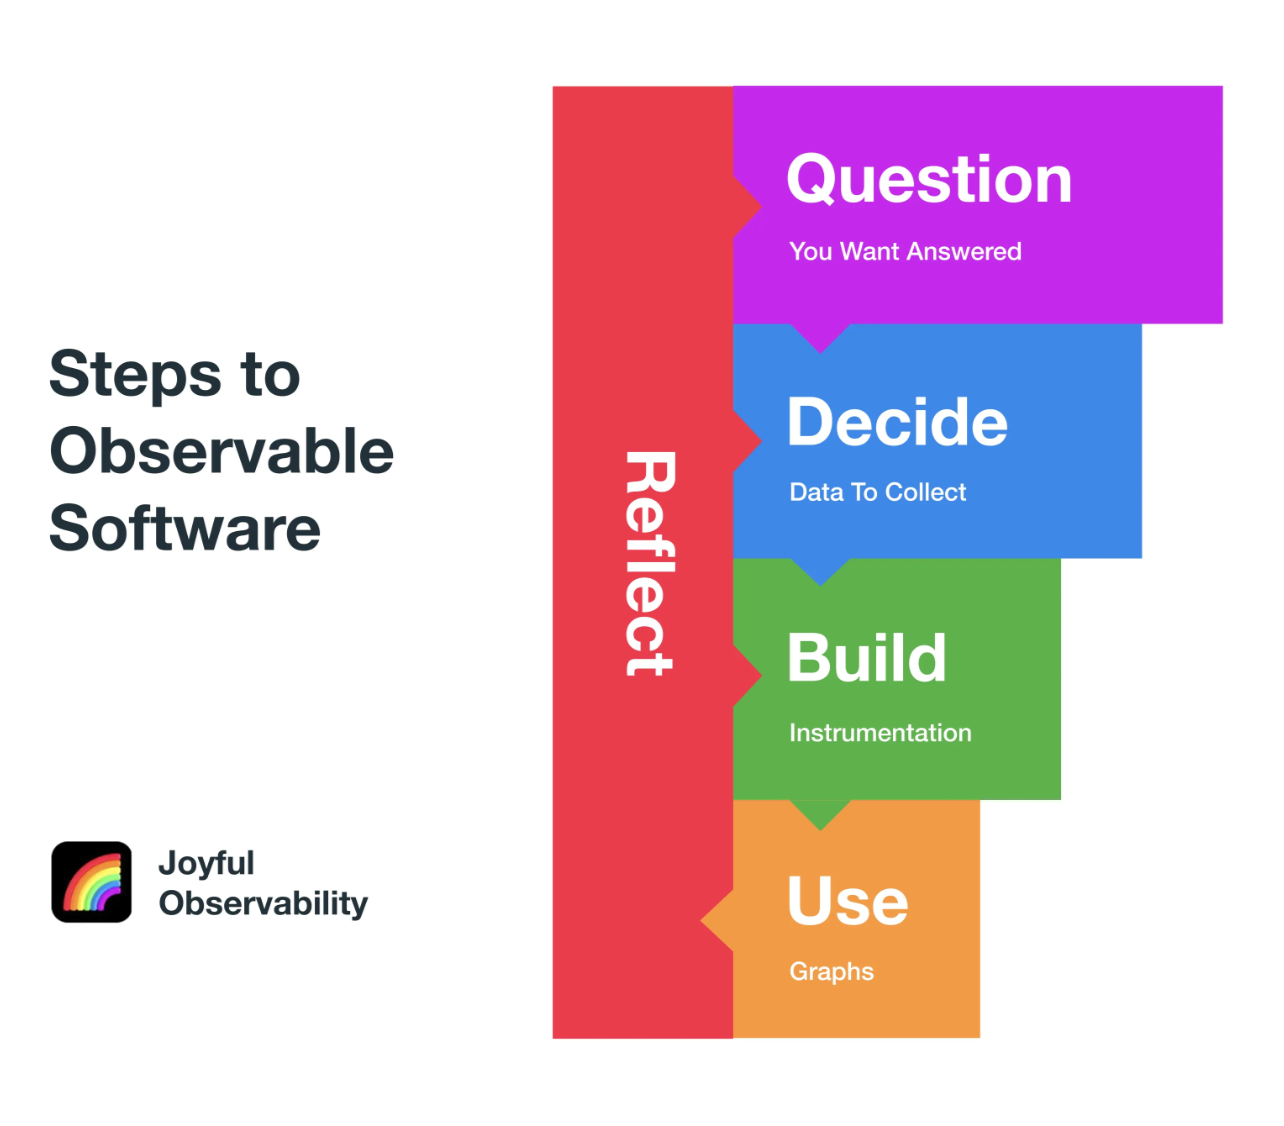 Steps to
Observable
Software
Joyful
Observability
Reflect
Question
You Want Answered
Decide
Data To Collect
Build
Instrumentation
Use
Graphs